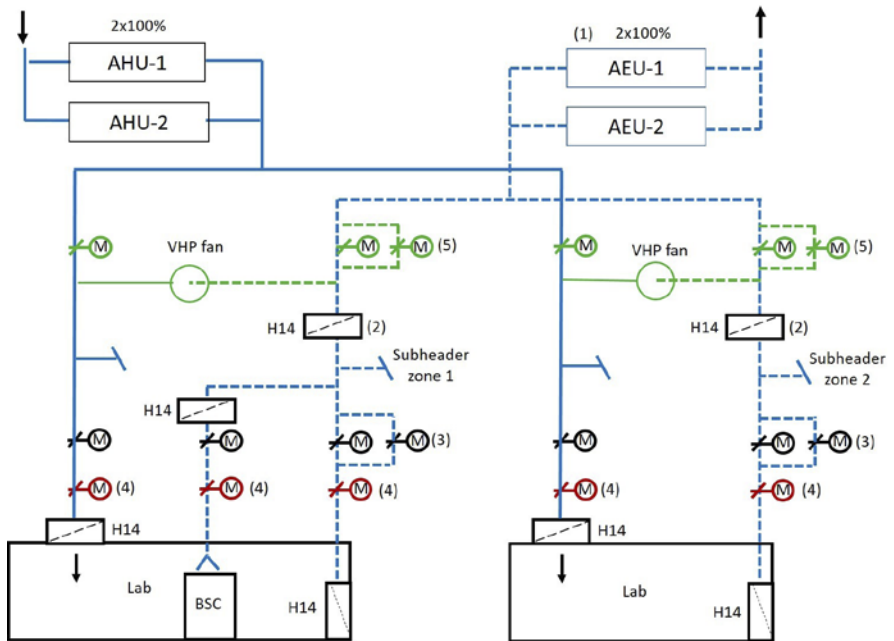 2x100%
(1) 2x100%
AHU-1
AEU-1
AHU-2
AEU-2
M
VHP fan
M
M
(5)
M
VHP fan
M
M
(5)
H14
(2)
H14
(2)
Subheader
zone 1
Subheader
zone 2
H14
M
M
M
M
(3)
M
M
M
(3)
M
(4)
M
(4)
M
(4)
M
(4)
M
(4)
H14
H14
Lab
BSC
H14
Lab
H14